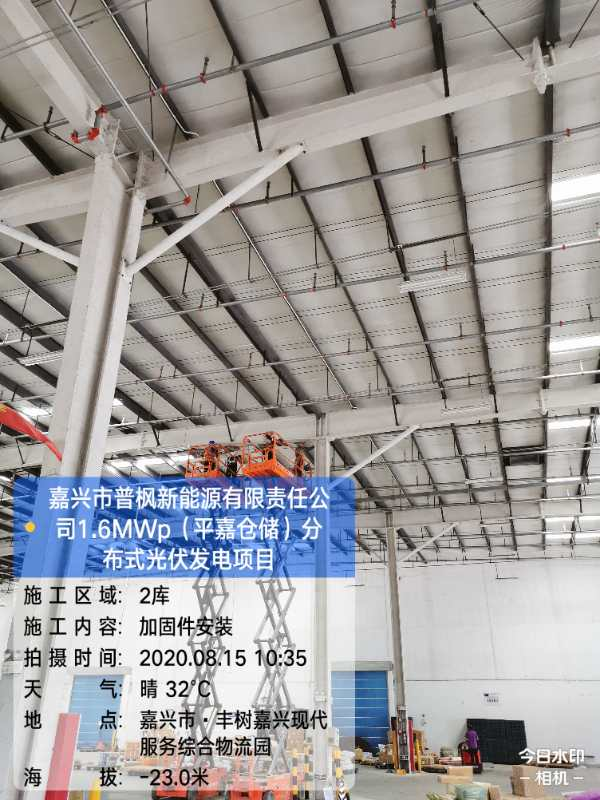 嘉兴市普枫新能源有限责任公
司1.6MWp（平嘉仓储）分
布式光伏发电项目
施工区域： 2库
施工内容： 加固件安装
拍摄时间： 2020.08.15 10:35
天气： 晴 32℃
地点： 嘉兴市·丰树嘉兴现代
服务综合物流园
海拔： -23.0米
今日水印
- 相机 -